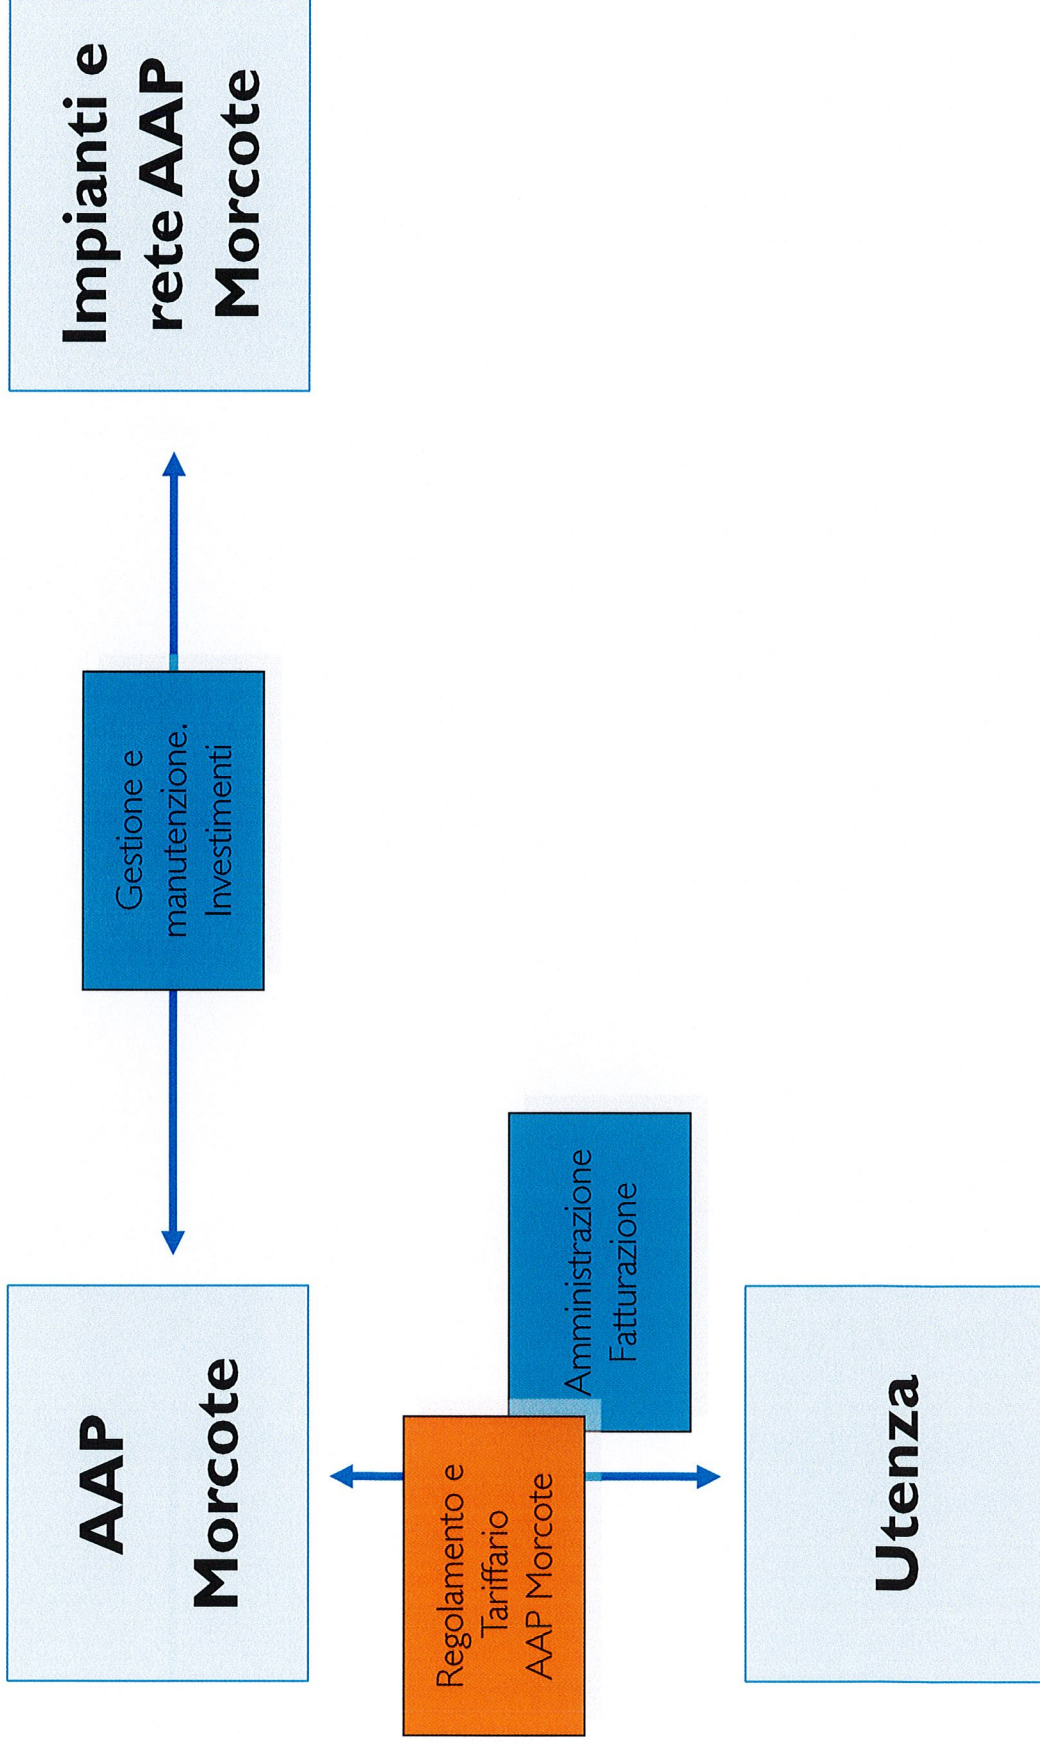 AAP
Morcote
Gestione e
manutenzione.
Investimenti
Impianti e
rete AAP
Morcote
Regolamento e
Tariffario
AAP Morcote
Amministrazione
Fatturazione
Utenza